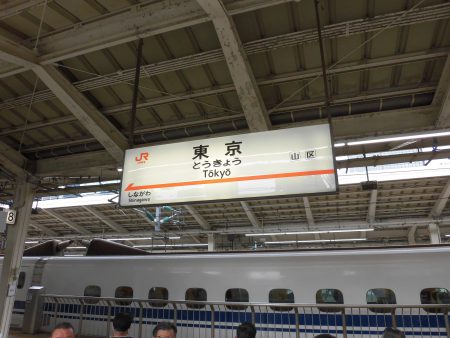 JR
東京
とうきょう
Tōkyō
山 区
しながわ
Shinagawa
8